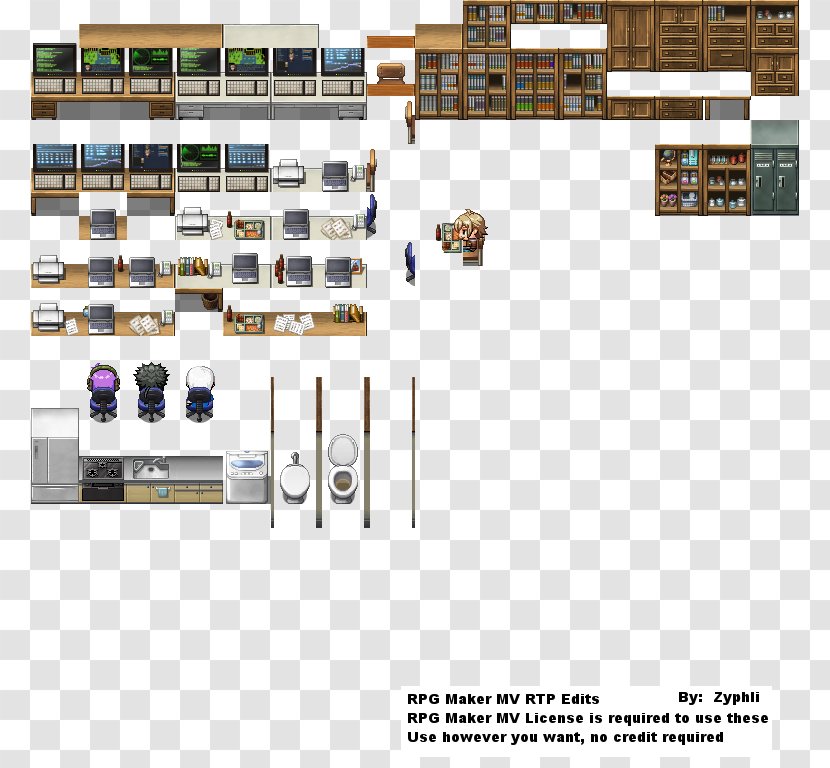 RPG Maker MV RTP Edits By: Zyphli
RPG Maker MV License is required to use these
Use however you want, no credit required